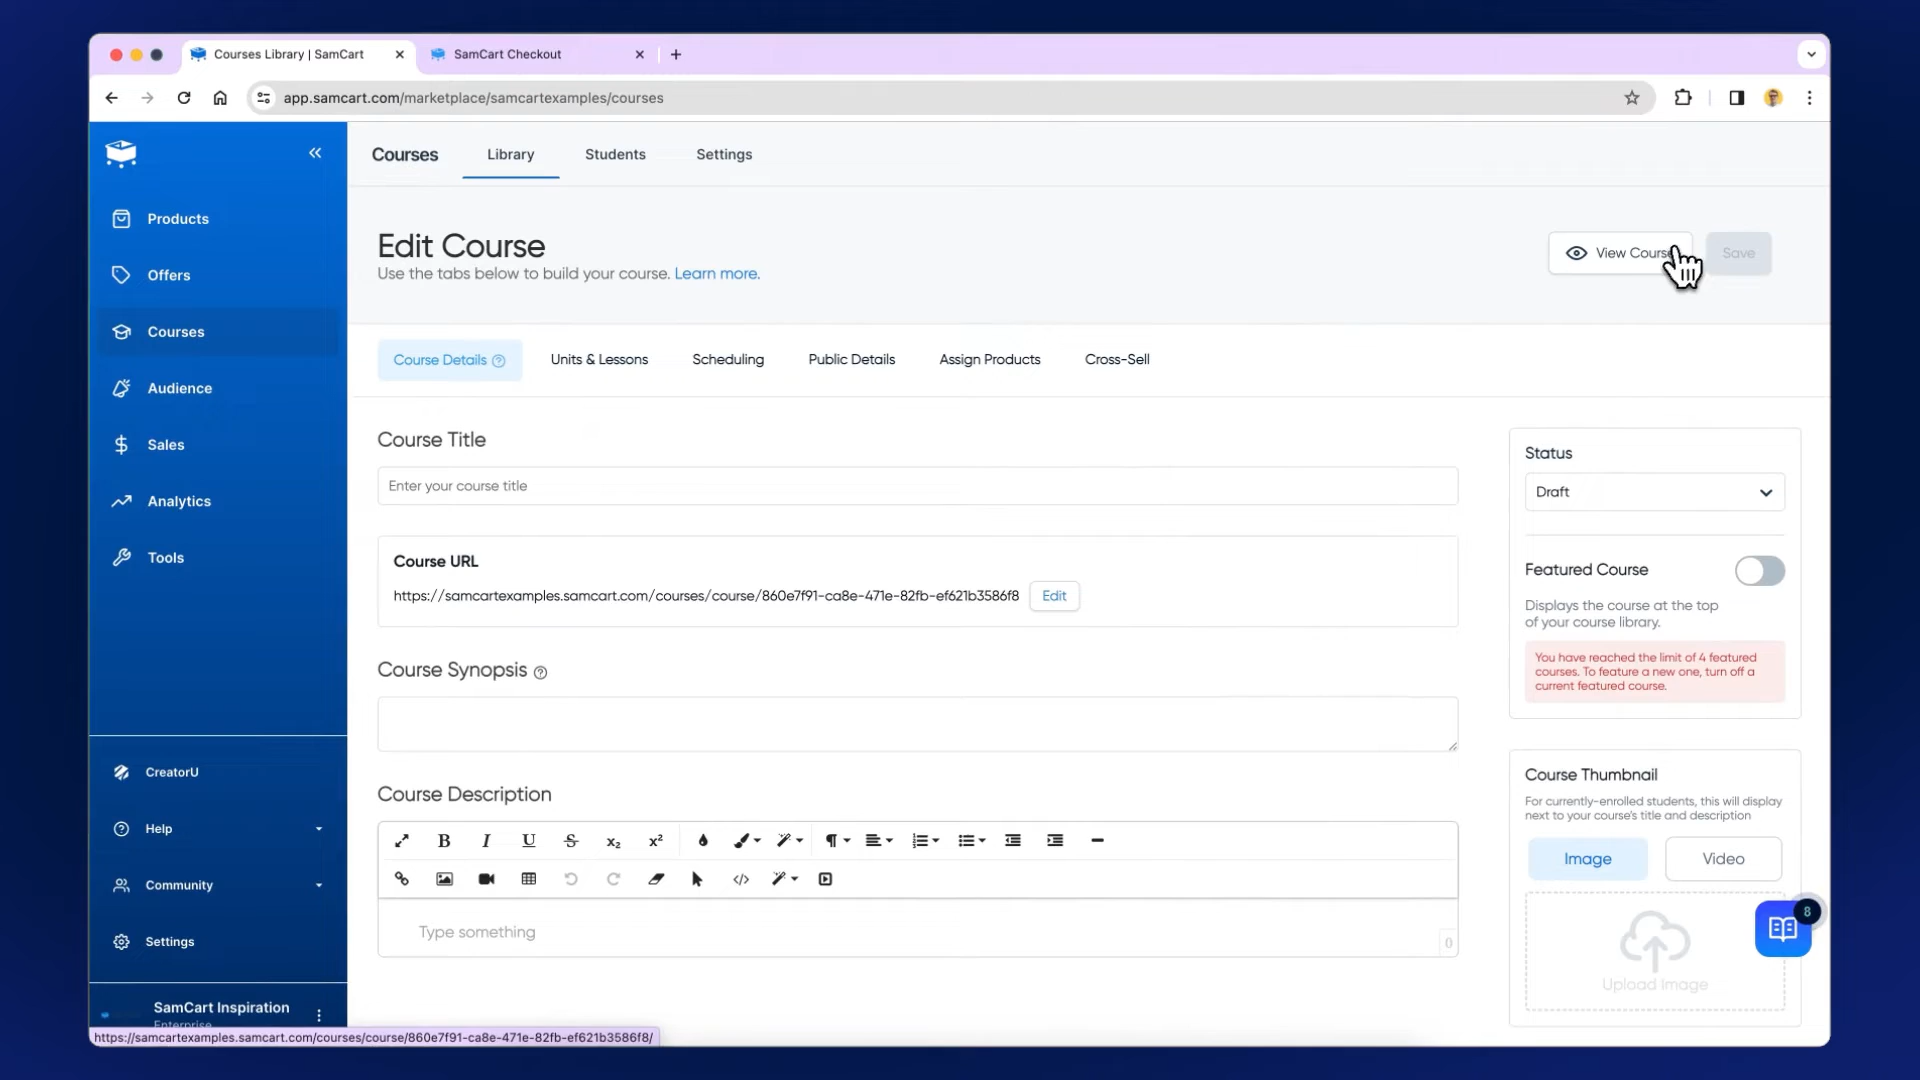 Courses Library | SamCart
SamCart Checkout
app.samcart.com/marketplace/samcartexamples/courses
Courses
Library
Students
Settings
Products
Offers
Courses
Audience
Sales
Analytics
Tools
CreatorU
Help
Community
Settings
SamCart Inspiration
Enterprise
Edit Course
Use the tabs below to build your course. Learn more.
View Course
Save
Course Details
Units & Lessons
Scheduling
Public Details
Assign Products
Cross-Sell
Course Title
Enter your course title
Course URL
https://samcartexamples.samcart.com/courses/course/860e7f91-ca8e-471e-82fb-ef621b3586f8
Edit
Course Synopsis
Course Description
Type something
0
Status
Draft
Featured Course
Displays the course at the top
of your course library.
You have reached the limit of 4 featured
courses. To feature a new one, turn off a
current featured course.
Course Thumbnail
For currently-enrolled students, this will display
next to your course's title and description
Image
Video
8
Upload Image
https://samcartexamples.samcart.com/courses/course/860e7f91-ca8e-471e-82fb-ef621b3586f8/